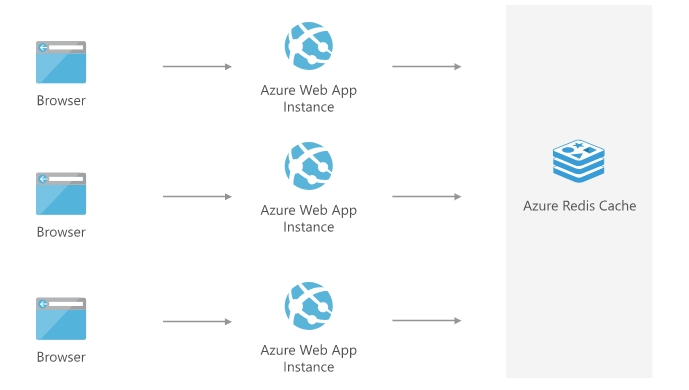 Browser
Azure Web App
Instance
Browser
Azure Web App
Instance
Azure Redis Cache
Browser
Azure Web App
Instance